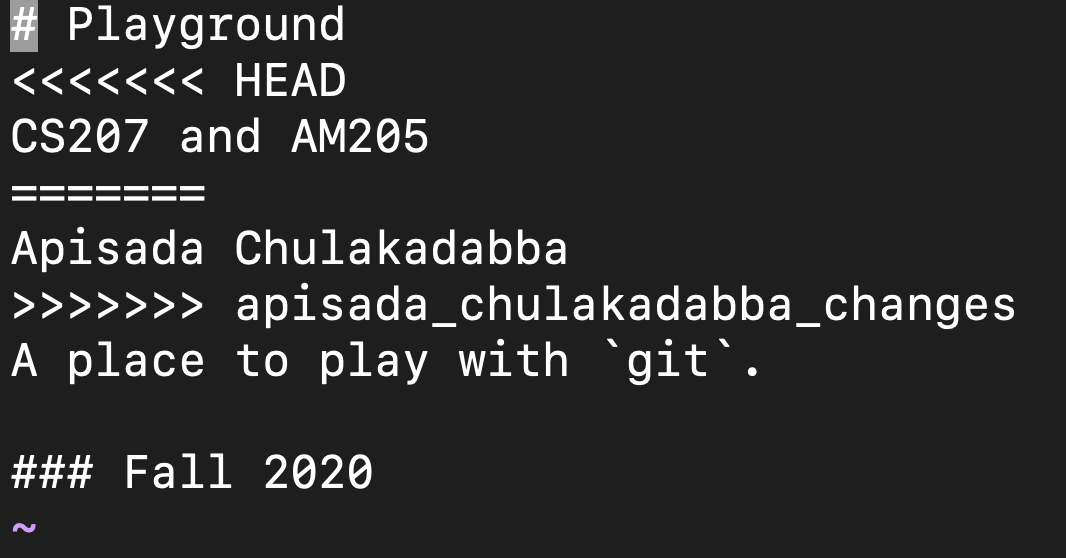 # Playground
<<<<<<< HEAD
CS207 and AM205
=======
Apisada Chulakadabba
>>>>>>> apisada_chulakadabba_changes
A place to play with `git`.

### Fall 2020
~